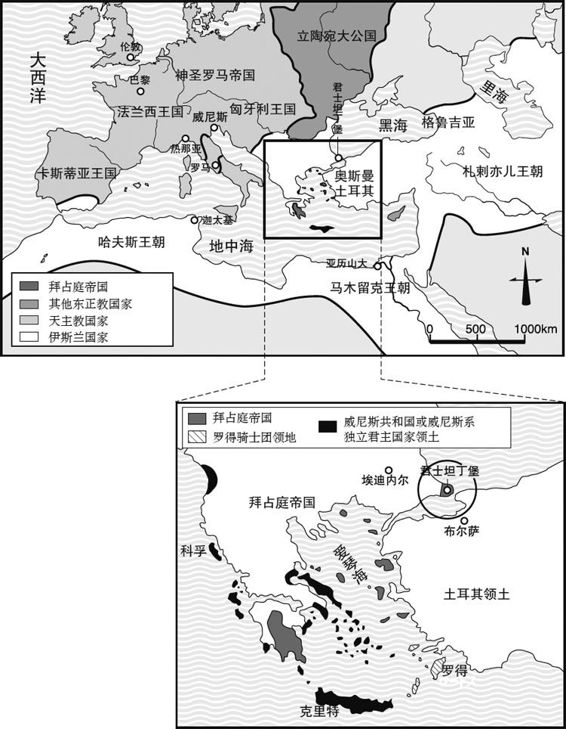 大西洋
伦敦
巴黎
神圣罗马帝国
法兰西王国
威尼斯
匈牙利王国
立陶宛大公国
君士坦丁堡
黑海
格鲁吉亚
里海
热那亚
罗马
卡斯蒂亚王国
奥斯曼
土耳其
札剌亦儿王朝
迦太基
哈夫斯王朝
地中海
亚历山大
马木留克王朝
N
0 500 1000km
拜占庭帝国
其他东正教国家
天主教国家
伊斯兰国家
拜占庭帝国
罗得骑士团领地
威尼斯共和国或威尼斯系
独立君主国家领土
埃迪内尔
君士坦丁堡
拜占庭帝国
布尔萨
科孚
爱琴海
土耳其领土
罗得
克里特